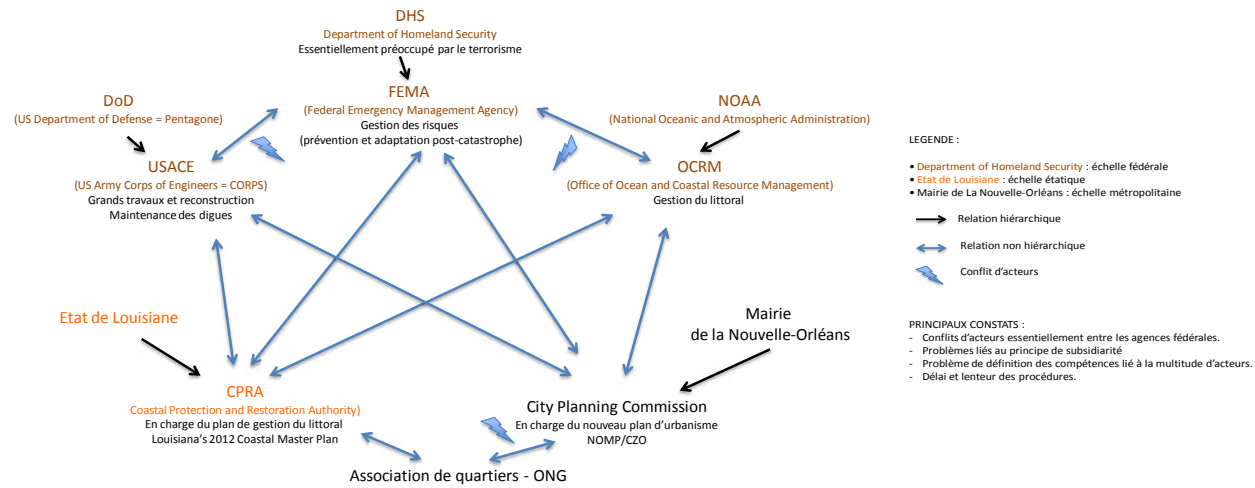 DHS
Department of Homeland Security
Essentiellement préoccupé par le terrorisme
FEMA
(Federal Emergency Management Agency)
Gestion des risques
(prévention et adaptation post-catastrophe)
DoD
(US Department of Defense = Pentagone)
USACE
(US Army Corps of Engineers = CORPS)
Grands travaux et reconstruction
Maintenance des digues
NOAA
(National Oceanic and Atmospheric Administration)
OCRM
(Office of Ocean and Coastal Resource Management)
Gestion du littoral
Etat de Louisiane
CPRA
Coastal Protection and Restoration Authority)
En charge du plan de gestion du littoral
Louisiana's 2012 Coastal Master Plan
Mairie
de la Nouvelle-Orléans
City Planning Commission
En charge du nouveau plan d'urbanisme
NOMP/CZO
Association de quartiers - ONG
LEGENDE :
• Department of Homeland Security : échelle fédérale
• Etat de Louisiane : échelle étatique
• Mairie de La Nouvelle-Orléans : échelle métropolitaine
Relation hiérarchique
Relation non hiérarchique
Conflit d'acteurs
PRINCIPAUX CONSTATS :
- Conflits d'acteurs essentiellement entre les agences fédérales.
- Problèmes liés au principe de subsidiarité
- Problème de définition des compétences lié à la multitude d'acteurs.
- Délai et lenteur des procédures.